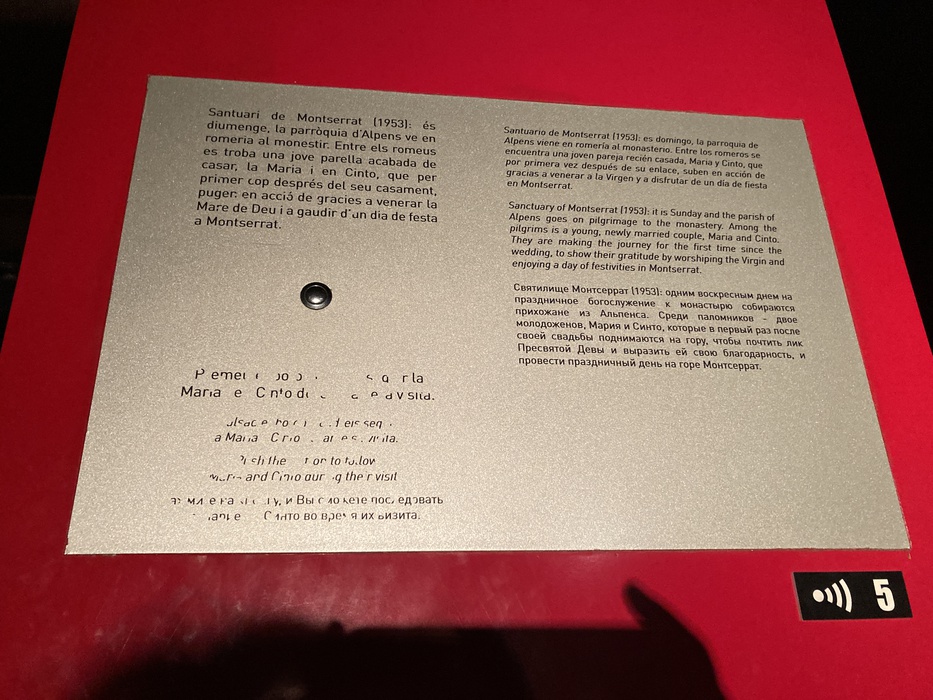 Santuari de Montserrat (1953): és
diumenge, la parròquia d'Alpens ve en
romeria al monestir. Entre els romeus
es troba una jove parella acabada de
casar, la Maria i en Cinto, que per
primer cop després del seu casament,
pugen en acció de gracies a venerar la
Mare de Deu i a gaudir d'un dia de festa
a Montserrat.
la
Maria e
a
the to
and
и Вы
во их визита.
Santuario de Montserrat (1953): es domingo, la parroquia de
Alpens viene en romería al monasterio. Entre los romeros se
encuentra una joven pareja recién casada, Maria y Cinto, que
por primera vez después de su enlace, suben en acción de
gracias a venerar a la Virgen y a disfrutar de un día de fiesta
en Montserrat.
Sanctuary of Montserrat (1953): it is Sunday and the parish of
Alpens goes on pilgrimage to the monastery. Among the
pilgrims is a young, newly married couple, Maria and Cinto.
They are making the journey for the first time since the
wedding, to show their gratitude by worshiping the Virgin and
enjoying a day of festivities in Montserrat.
Святилище Монтсеррат (1953): одним воскресным днем на
праздничное богослужение к монастырю собираются
прихожане из Альпенса. Среди паломников - двое
молодоженов, Мария и Синто, которые в первый раз после
своей свадьбы поднимаются на гору, чтобы почтить лик
Пресвятой Девы и выразить ей свою благодарность, и
провести праздничный день на горе Монтсеррат.
5